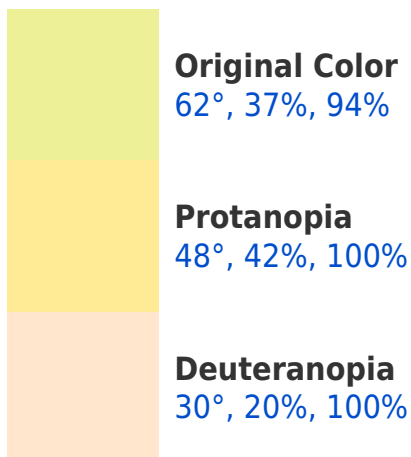 Original Color
62°, 37%, 94%
Protanopia
48°, 42%, 100%
Deuteranopia
30°, 20%, 100%